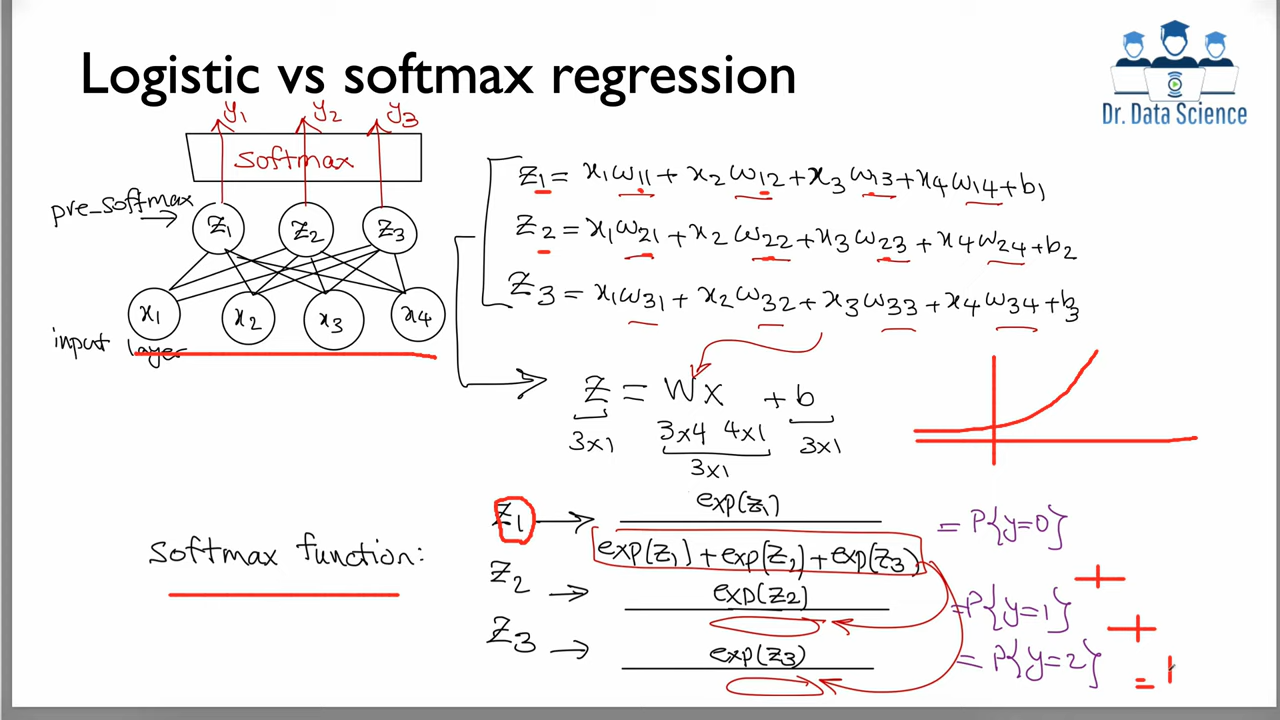 Logistic vs softmax regression
Dr. Data Science
y1 y2 y3
softmax
pre_softmax
z1 z2 z3
x1 x2 x3 x4
input layer
z1 = x1w11 + x2w12 + x3w13 + x4w14 + b1
z2 = x1w21 + x2w22 + x3w23 + x4w24 + b2
z3 = x1w31 + x2w32 + x3w33 + x4w34 + b3
z = Wx + b
3x1 3x4 4x1 3x1
3x1
softmax function:
z1 → exp(z1) = P{y=0}
exp(z1) + exp(z2) + exp(z3) +
z2 → exp(z2) = P{y=1}
+
z3 → exp(z3) = P{y=2}
= 1